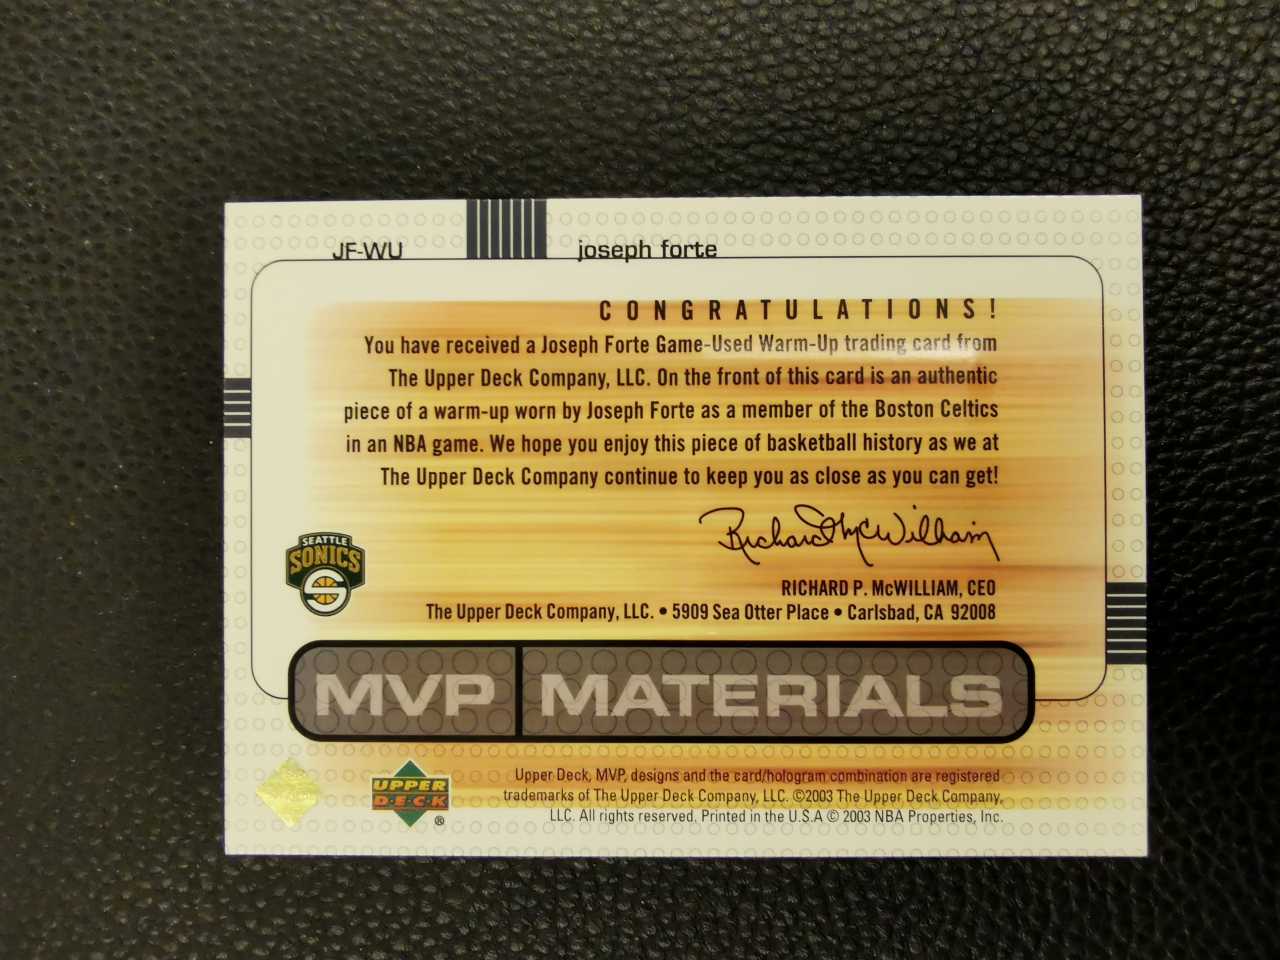 JF-WU joseph forte
CONGRATULATIONS!
You have received a Joseph Forte Game-Used Warm-Up trading card from
The Upper Deck Company, LLC. On the front of this card is an authentic
piece of a warm-up worn by Joseph Forte as a member of the Boston Celtics
in an NBA game. We hope you enjoy this piece of basketball history as we at
The Upper Deck Company continue to keep you as close as you can get!
Richard McWilliam
SEATTLE
SONICS
RICHARD P. McWILLIAM, CEO
The Upper Deck Company, LLC. • 5909 Sea Otter Place • Carlsbad, CA 92008
MVP MATERIALS
UPPER
D·E·C·K
®
Upper Deck, MVP, designs and the card/hologram combination are registered
trademarks of The Upper Deck Company, LLC. ©2003 The Upper Deck Company,
LLC. All rights reserved. Printed in the U.S.A © 2003 NBA Properties, Inc.